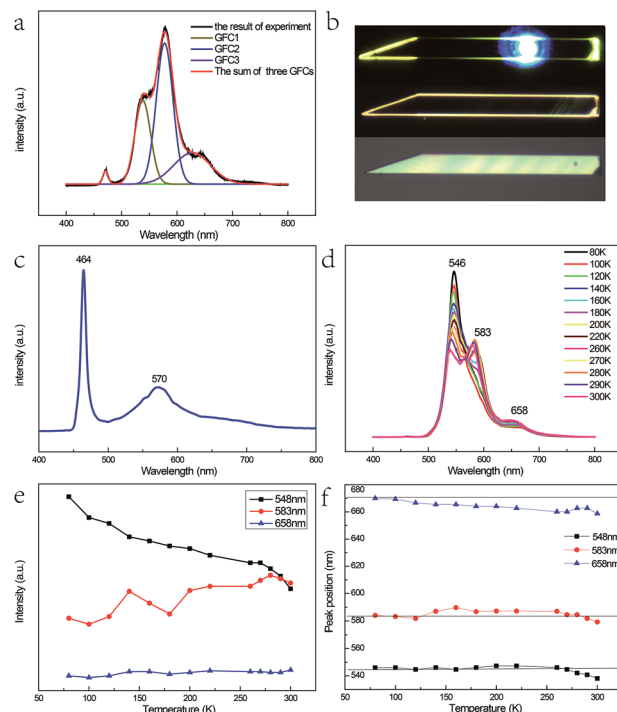 a
the result of experiment
GFC1
GFC2
GFC3
The sum of three GFCs
intensity (a.u.)
400 500 600 700 800
Wavelength (nm)
b
c
464
570
intensity (a.u.)
400 500 600 700 800
Wavelength (nm)
d
546
583
658
80K
100K
120K
140K
160K
180K
200K
220K
260K
270K
280K
290K
300K
intensity (a.u.)
400 500 600 700 800
Wavelength (nm)
e
548nm
583nm
658nm
Intensity (a.u.)
50 100 150 200 250 300
Temperature (K)
f
680
660
640
620
600
580
560
540
548nm
583nm
658nm
Peak position (nm)
50 100 150 200 250 300
Temperature (K)